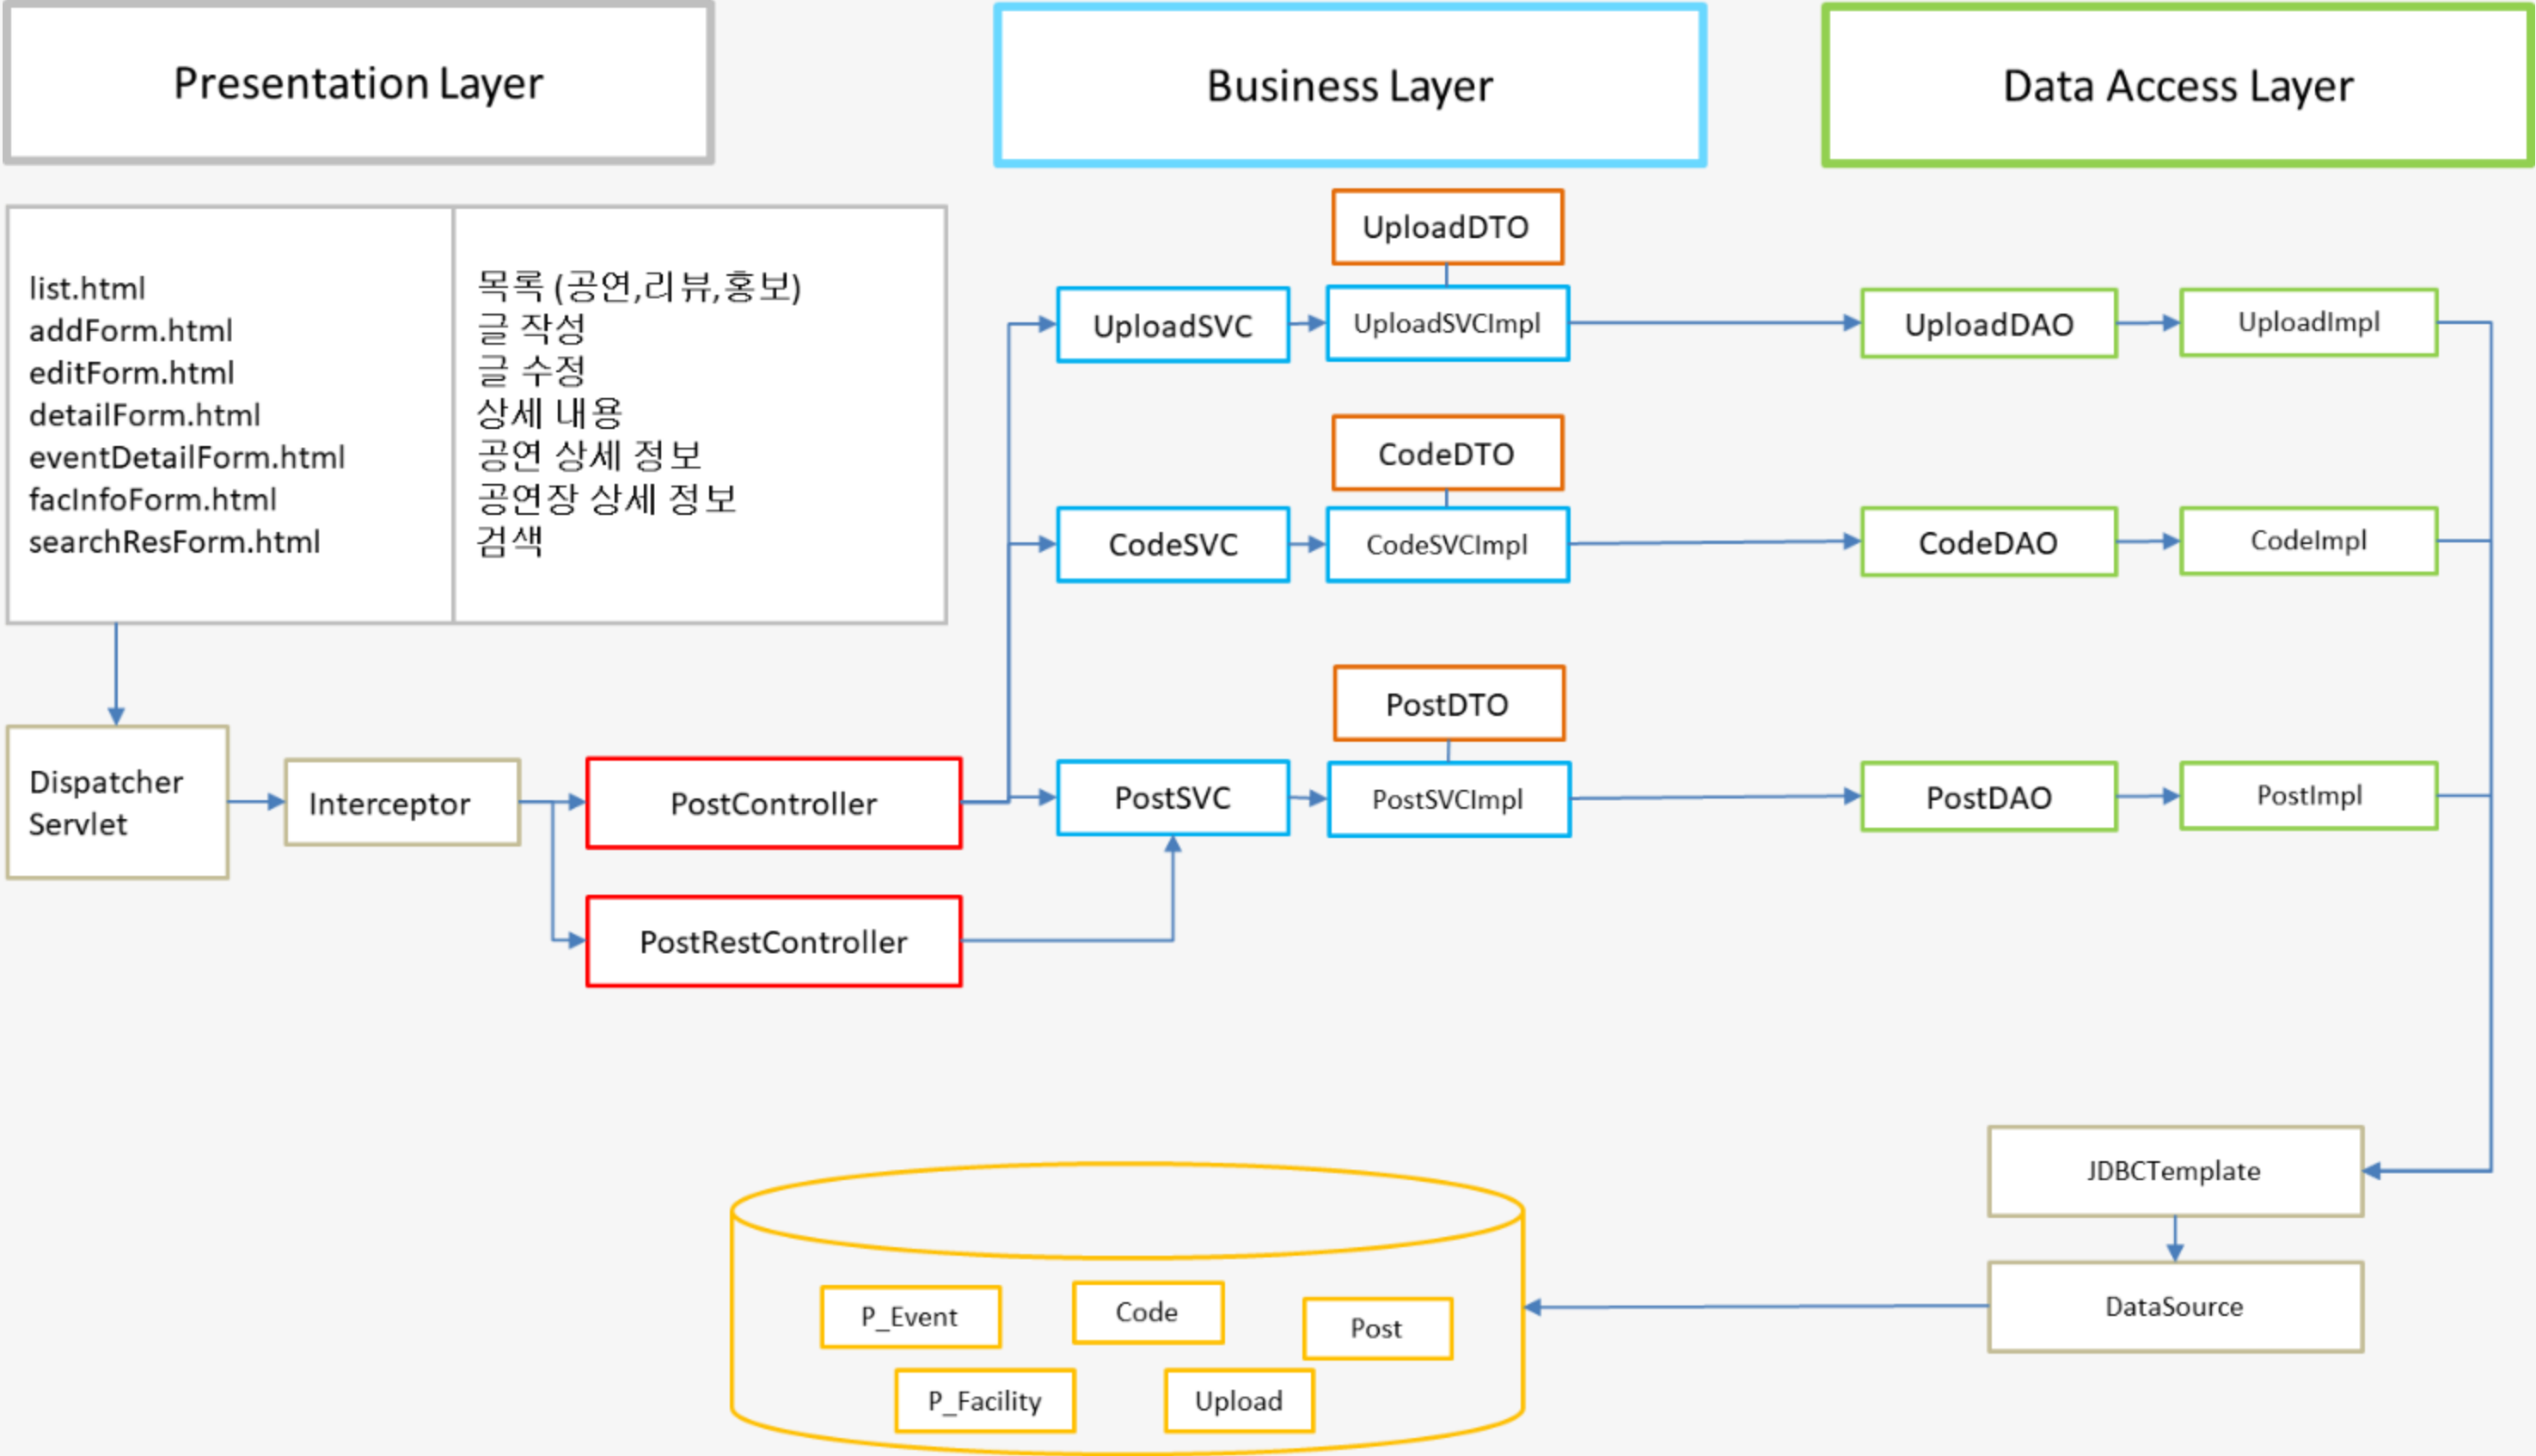 Presentation Layer
Business Layer
Data Access Layer
list.html
addForm.html
editForm.html
detailForm.html
eventDetailForm.html
facInfoForm.html
searchResForm.html
목록 (공연,리뷰,홍보)
글 작성
글 수정
상세 내용
공연 상세 정보
공연장 상세 정보
검색
UploadDTO
UploadSVC
UploadSVCImpl
UploadDAO
UploadImpl
CodeDTO
CodeSVC
CodeSVCImpl
CodeDAO
CodeImpl
PostDTO
Dispatcher
Servlet
Interceptor
PostController
PostSVC
PostSVCImpl
PostDAO
PostImpl
PostRestController
JDBCTemplate
DataSource
P_Event
Code
Post
P_Facility
Upload